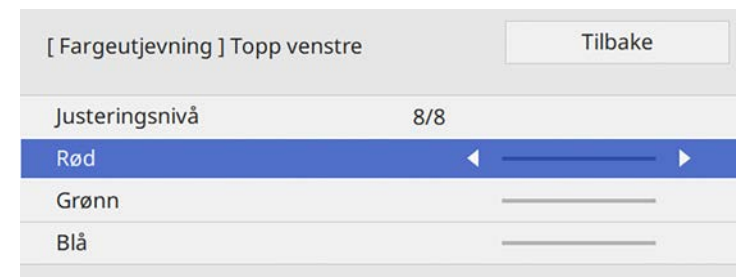 [ Fargeutjevning ] Topp venstre
Tilbake
Justeringsnivå 8/8
Rød
Grønn
Blå